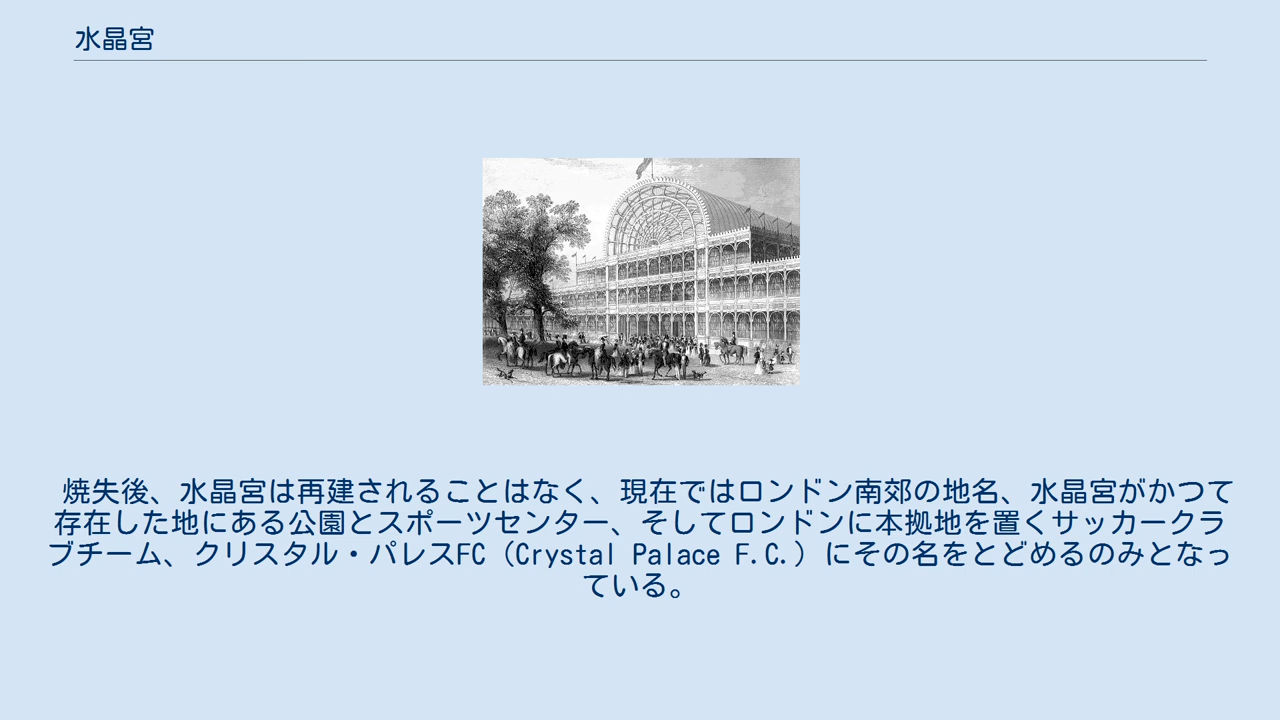 水晶宮
焼失後、水晶宮は再建されることはなく、現在ではロンドン南郊の地名、水晶宮がかつて
存在した地にある公園とスポーツセンター、そしてロンドンに本拠地を置くサッカークラ
ブチーム、クリスタル・パレスFC（Crystal Palace F.C.）にその名をとどめるのみとなっ
ている。